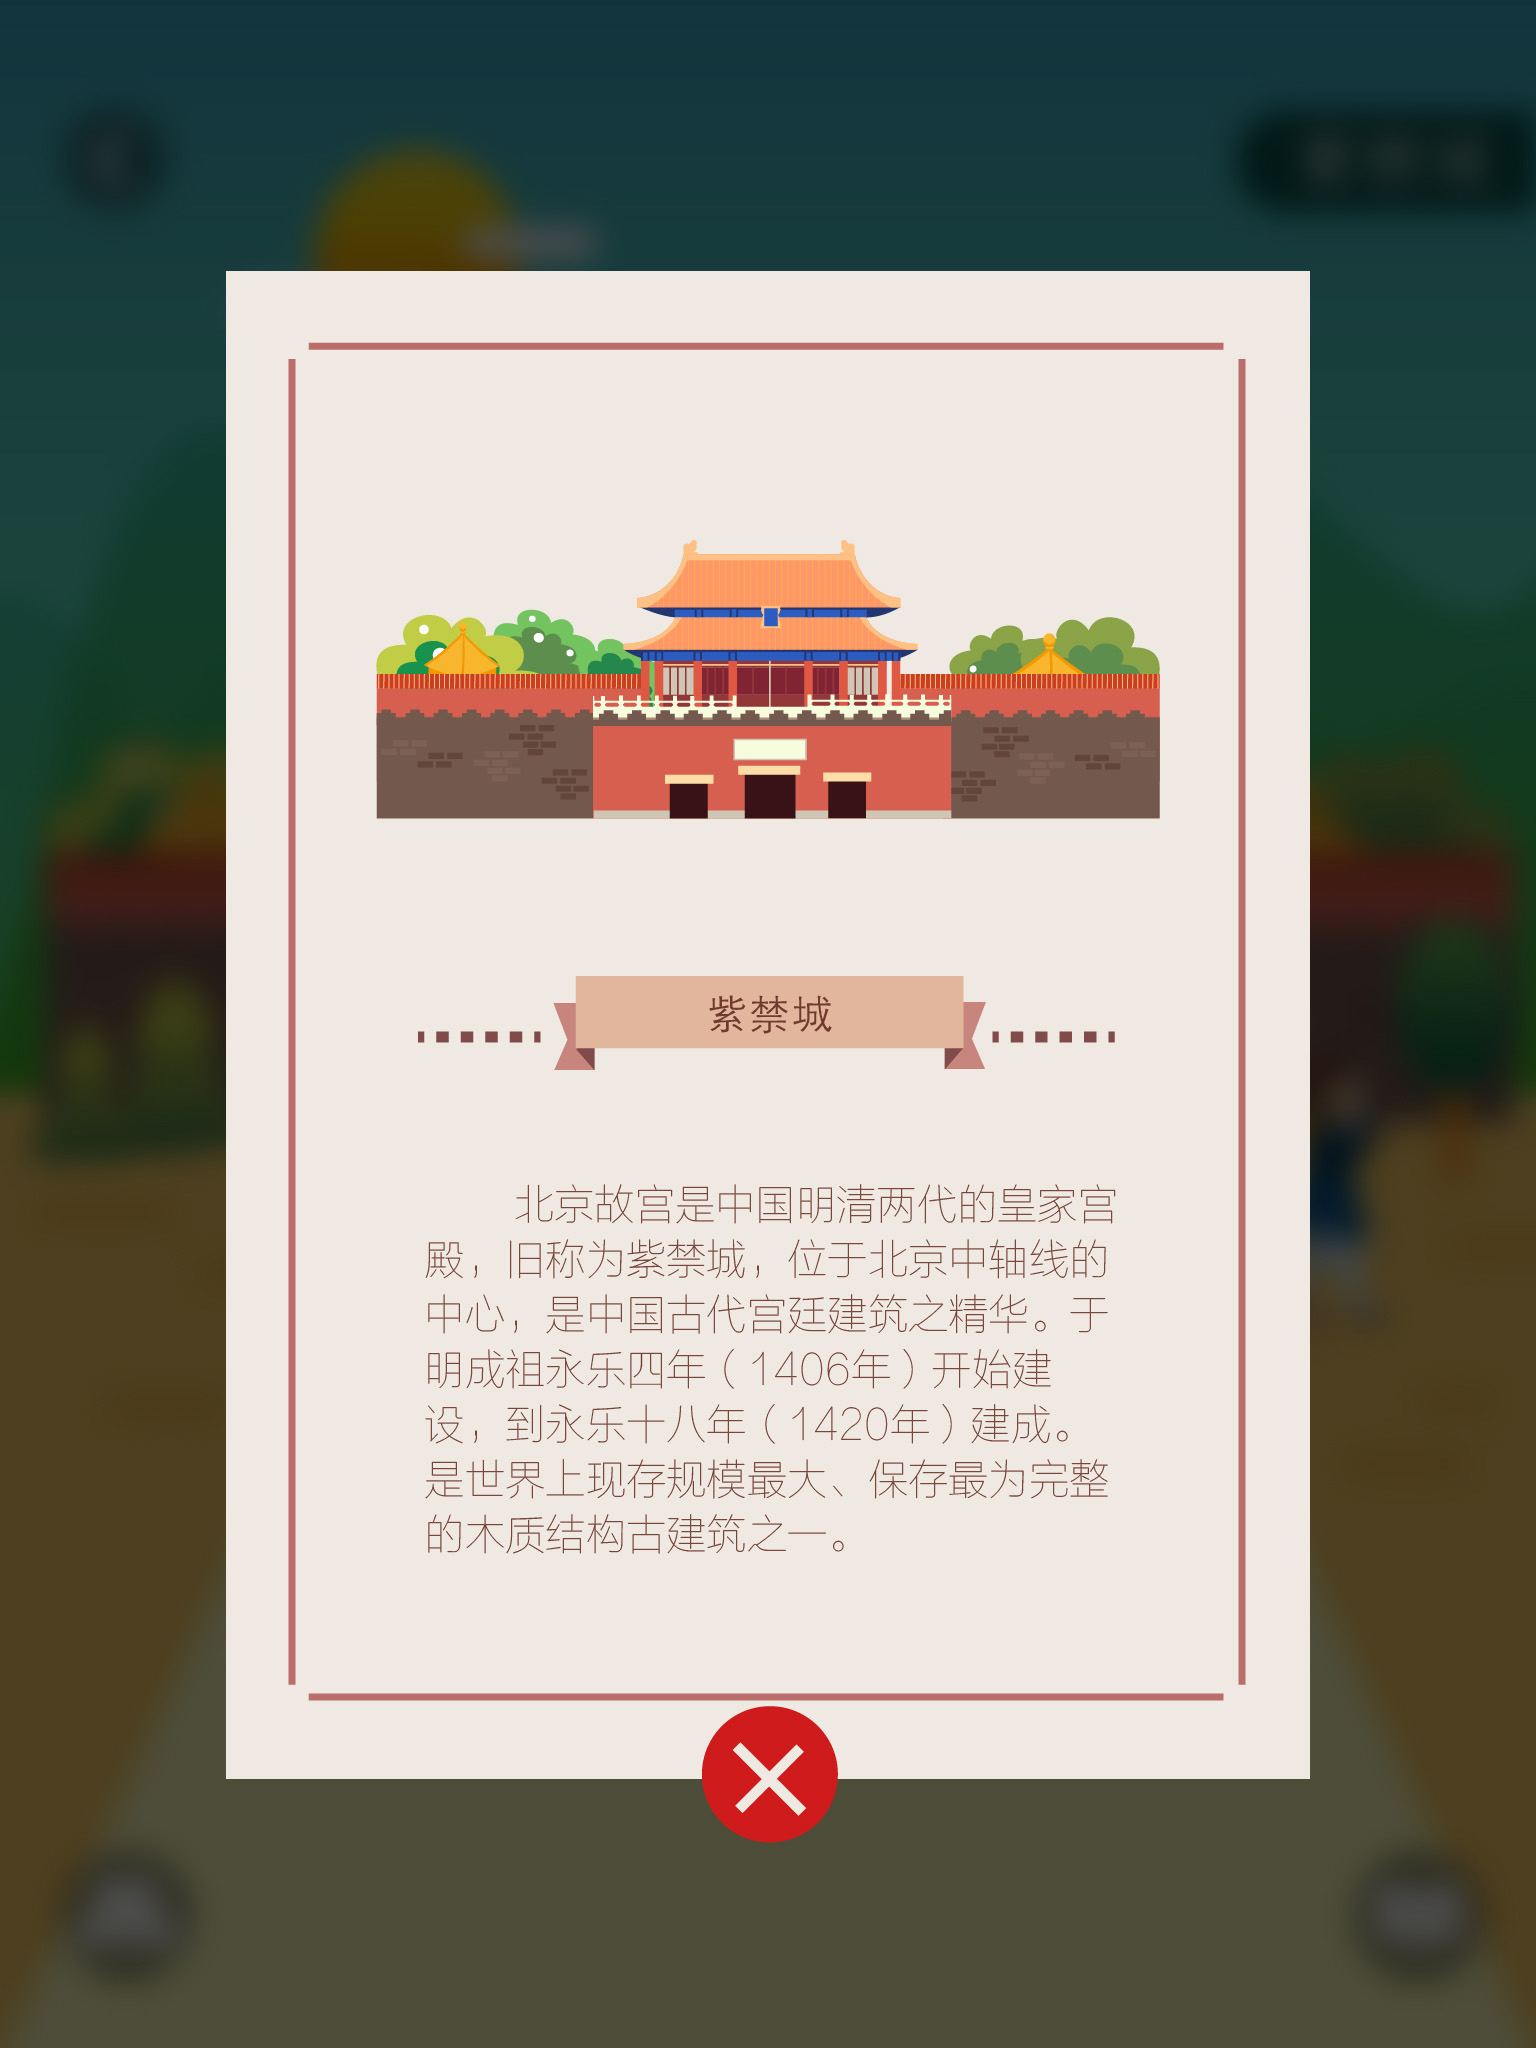 紫禁城
北京故宫是中国明清两代的皇家宫
殿，旧称为紫禁城，位于北京中轴线的
中心，是中国古代宫廷建筑之精华。于
明成祖永乐四年（1406年）开始建
设，到永乐十八年（1420年）建成。
是世界上现存规模最大、保存最为完整
的木质结构古建筑之一。